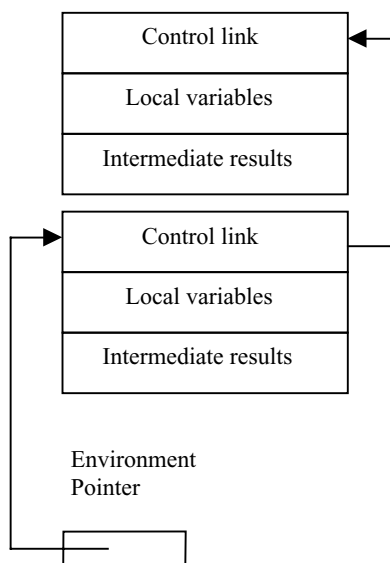 Control link
Local variables
Intermediate results
Control link
Local variables
Intermediate results
Environment
Pointer